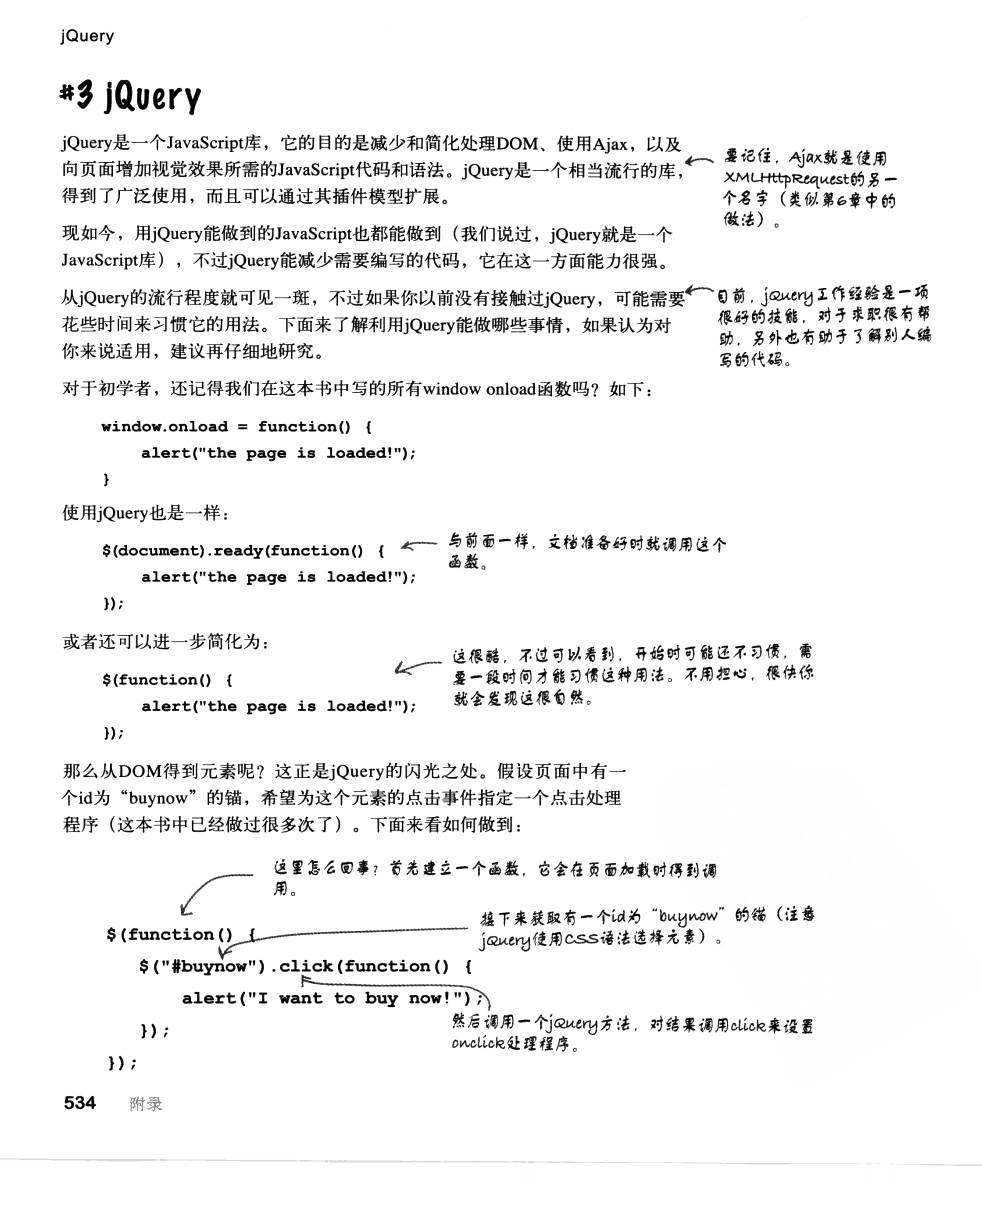 jQuery
#3 jQuery
jQuery是一个JavaScript库，它的目的是减少和简化处理DOM、使用Ajax，以及
向页面增加视觉效果所需的JavaScript代码和语法。jQuery是一个相当流行的库，
得到了广泛使用，而且可以通过其插件模型扩展。
要记住，Ajax就是使用
XMLHttpRequest的另一
个名字（类似第6章中的
做法）。
现如今，用jQuery能做到的JavaScript也都能做到（我们说过，jQuery就是一个
JavaScript库），不过jQuery能减少需要编写的代码，它在这一方面能力很强。
从jQuery的流行程度就可见一斑，不过如果你以前没有接触过jQuery，可能需要
花些时间来习惯它的用法。下面来了解利用jQuery能做哪些事情，如果认为对
你来说适用，建议再仔细地研究。
目前，jQuery工作经验是一项
很好的技能，对于求职很有帮
助，另外也有助于了解别人编
写的代码。
对于初学者，还记得我们在这本书中写的所有window onload函数吗？如下：
window.onload = function() {
alert("the page is loaded!");
}
使用jQuery也是一样：
$(document).ready(function() {
alert("the page is loaded!");
});
与前面一样，文档准备好时就调用这个
函数。
或者还可以进一步简化为：
$(function() {
alert("the page is loaded!");
});
这很酷，不过可以看到，开始时可能还不习惯，需
要一段时间才能习惯这种用法。不用担心，很快你
就会发现这很自然。
那么从DOM得到元素呢？这正是jQuery的闪光之处。假设页面中有一
个id为“buynow”的锚，希望为这个元素的点击事件指定一个点击处理
程序（这本书中已经做过很多次了）。下面来看如何做到：
这里怎么回事？首先建立一个函数，它会在页面加载时得到调
用。
$(function() {
$("#buynow").click(function() {
alert("I want to buy now!");
});
});
接下来获取有一个id为“buynow”的锚（注意
jQuery使用CSS语法选择元素）。
然后调用一个jQuery方法，对结果调用click来设置
onclick处理程序。
534 附录